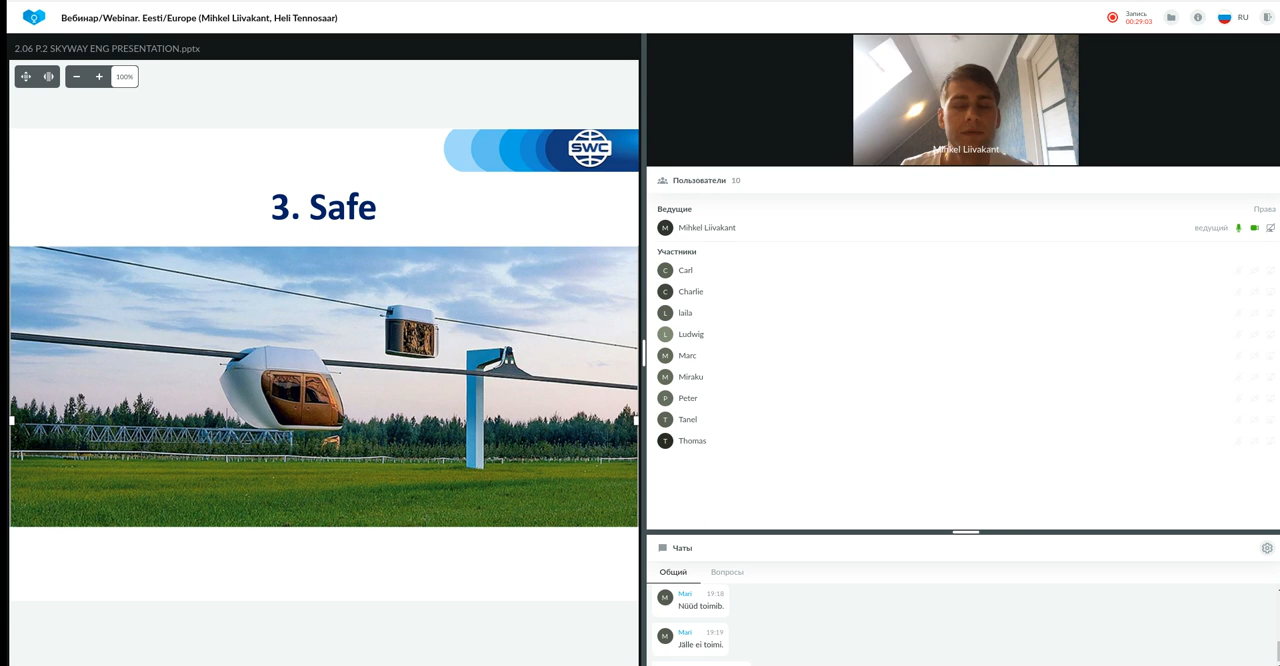 Вебинар/Webinar. Eesti/Europe (Mihkel Liivakant, Heli Tennosaar)
Запись
00:29:03
RU
2.06 P.2 SKYWAY ENG PRESENTATION.pptx
100%
SWC
3. Safe
Mihkel Liivakant
Пользователи 10
Ведущие Права
M Mihkel Liivakant ведущий
Участники
C Carl
C Charlie
L laila
L Ludwig
M Marc
M Miraku
P Peter
T Tanel
T Thomas
Чаты
Общий Вопросы
M Mari 19:18
Nüüd toimib.
M Mari 19:19
Jälle ei toimi.